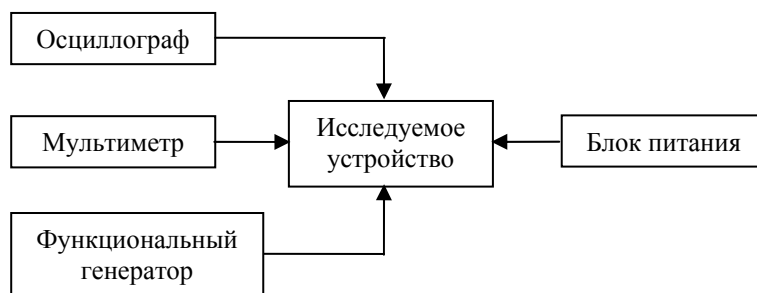 Осциллограф
Мультиметр
Исследуемое
устройство
Блок питания
Функциональный
генератор